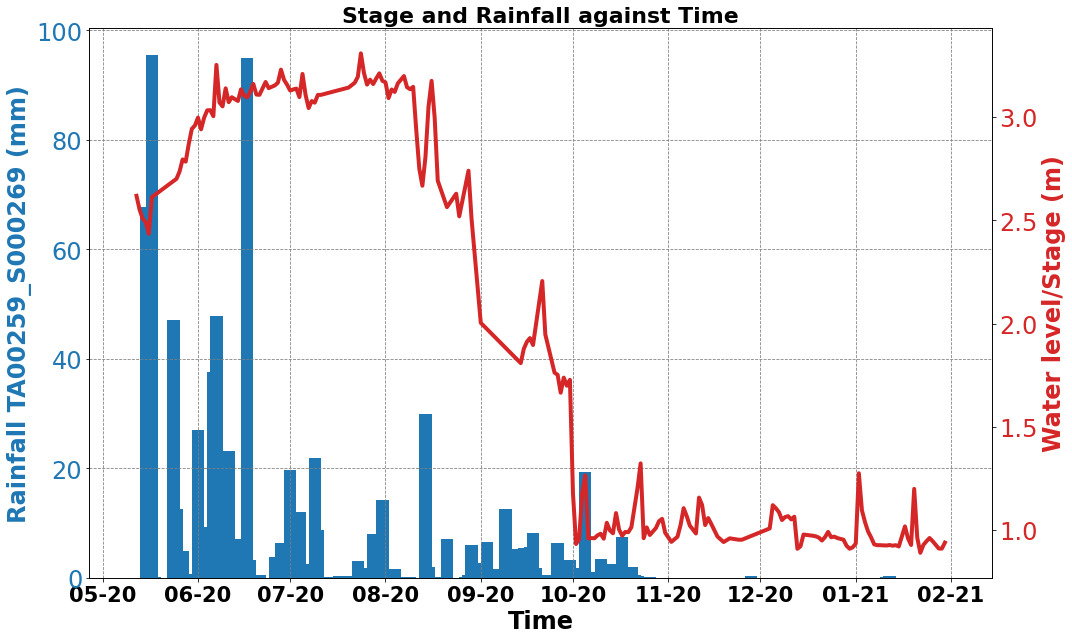 Stage and Rainfall against Time
Rainfall TA00259_S000269 (mm)
100
80
60
40
20
0
3.0
2.5
2.0
1.5
1.0
Water level/Stage (m)
05-20 06-20 07-20 08-20 09-20 10-20 11-20 12-20 01-21 02-21
Time